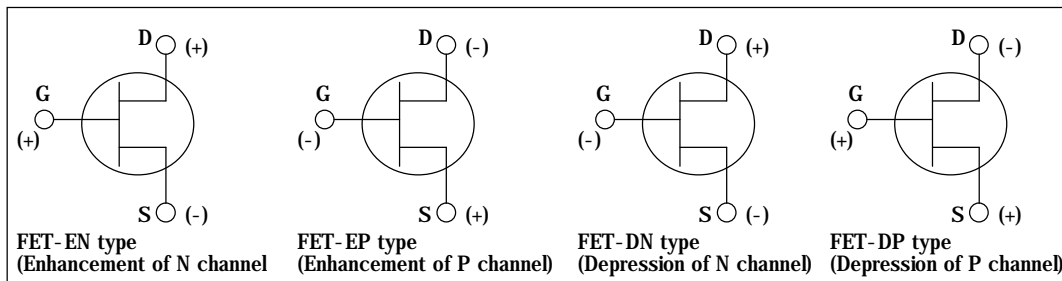 D (+)
G
(+)
S (-)
FET-EN type
(Enhancement of N channel
D (-)
G
(-)
S (+)
FET-EP type
(Enhancement of P channel)
D (+)
G
(-)
S (-)
FET-DN type
(Depression of N channel)
D (-)
G
(+)
S (+)
FET-DP type
(Depression of P channel)